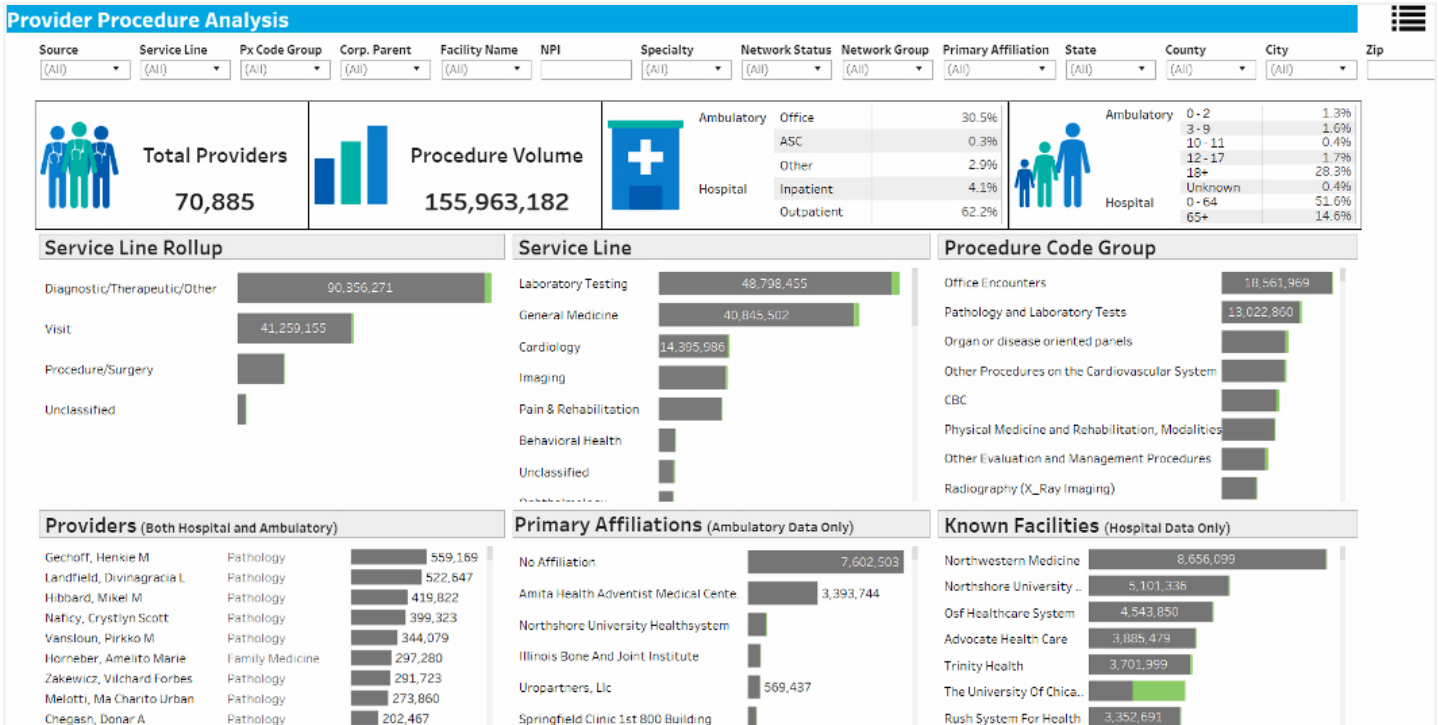 Provider Procedure Analysis
Source Service Line Px Code Group Corp. Parent Facility Name NPI Specialty Network Status Network Group Primary Affiliation State County City Zip
(All) (All) (All) (All) (All) (All) (All) (All) (All) (All) (All) (All)
Total Providers
70,885
Procedure Volume
155,963,182
Ambulatory Office 30.5%
ASC 0.3%
Other 2.9%
Hospital Inpatient 4.1%
Outpatient 62.2%
Ambulatory 0 - 2 1.3%
3 - 9 1.6%
10 - 11 0.4%
12 - 17 1.7%
18+ 28.3%
Unknown 0.4%
Hospital 0 - 64 51.6%
65+ 14.6%
Service Line Rollup
Diagnostic/Therapeutic/Other 90,356,271
Visit 41,259,155
Procedure/Surgery
Unclassified
Service Line
Laboratory Testing 48,798,455
General Medicine 40,845,502
Cardiology 14,395,986
Imaging
Pain & Rehabilitation
Behavioral Health
Unclassified
Ophthalmology
Procedure Code Group
Office Encounters 18,561,969
Pathology and Laboratory Tests 13,022,860
Organ or disease oriented panels
Other Procedures on the Cardiovascular System
CBC
Physical Medicine and Rehabilitation, Modalities
Other Evaluation and Management Procedures
Radiography (X_Ray Imaging)
Providers (Both Hospital and Ambulatory)
Gechoff, Henkie M Pathology 559,169
Landfield, Divinagracia L Pathology 522,647
Hibbard, Mikel M Pathology 419,822
Naficy, Crystlyn Scott Pathology 399,323
Vansloun, Pirkko M Pathology 344,079
Horneber, Amelito Marie Family Medicine 297,280
Zakewicz, Vilchard Forbes Pathology 291,723
Melotti, Ma Charito Urban Pathology 273,860
Chegash, Donar A Pathology 202,467
Primary Affiliations (Ambulatory Data Only)
No Affiliation 7,602,503
Amita Health Adventist Medical Cente.. 3,393,744
Northshore University Healthsystem
Illinois Bone And Joint Institute
Uropartners, Llc 569,437
Springfield Clinic 1st 800 Building
Known Facilities (Hospital Data Only)
Northwestern Medicine 8,656,099
Northshore University .. 5,101,336
Osf Healthcare System 4,543,850
Advocate Health Care 3,885,479
Trinity Health 3,701,999
The University Of Chica..
Rush System For Health 3,352,691